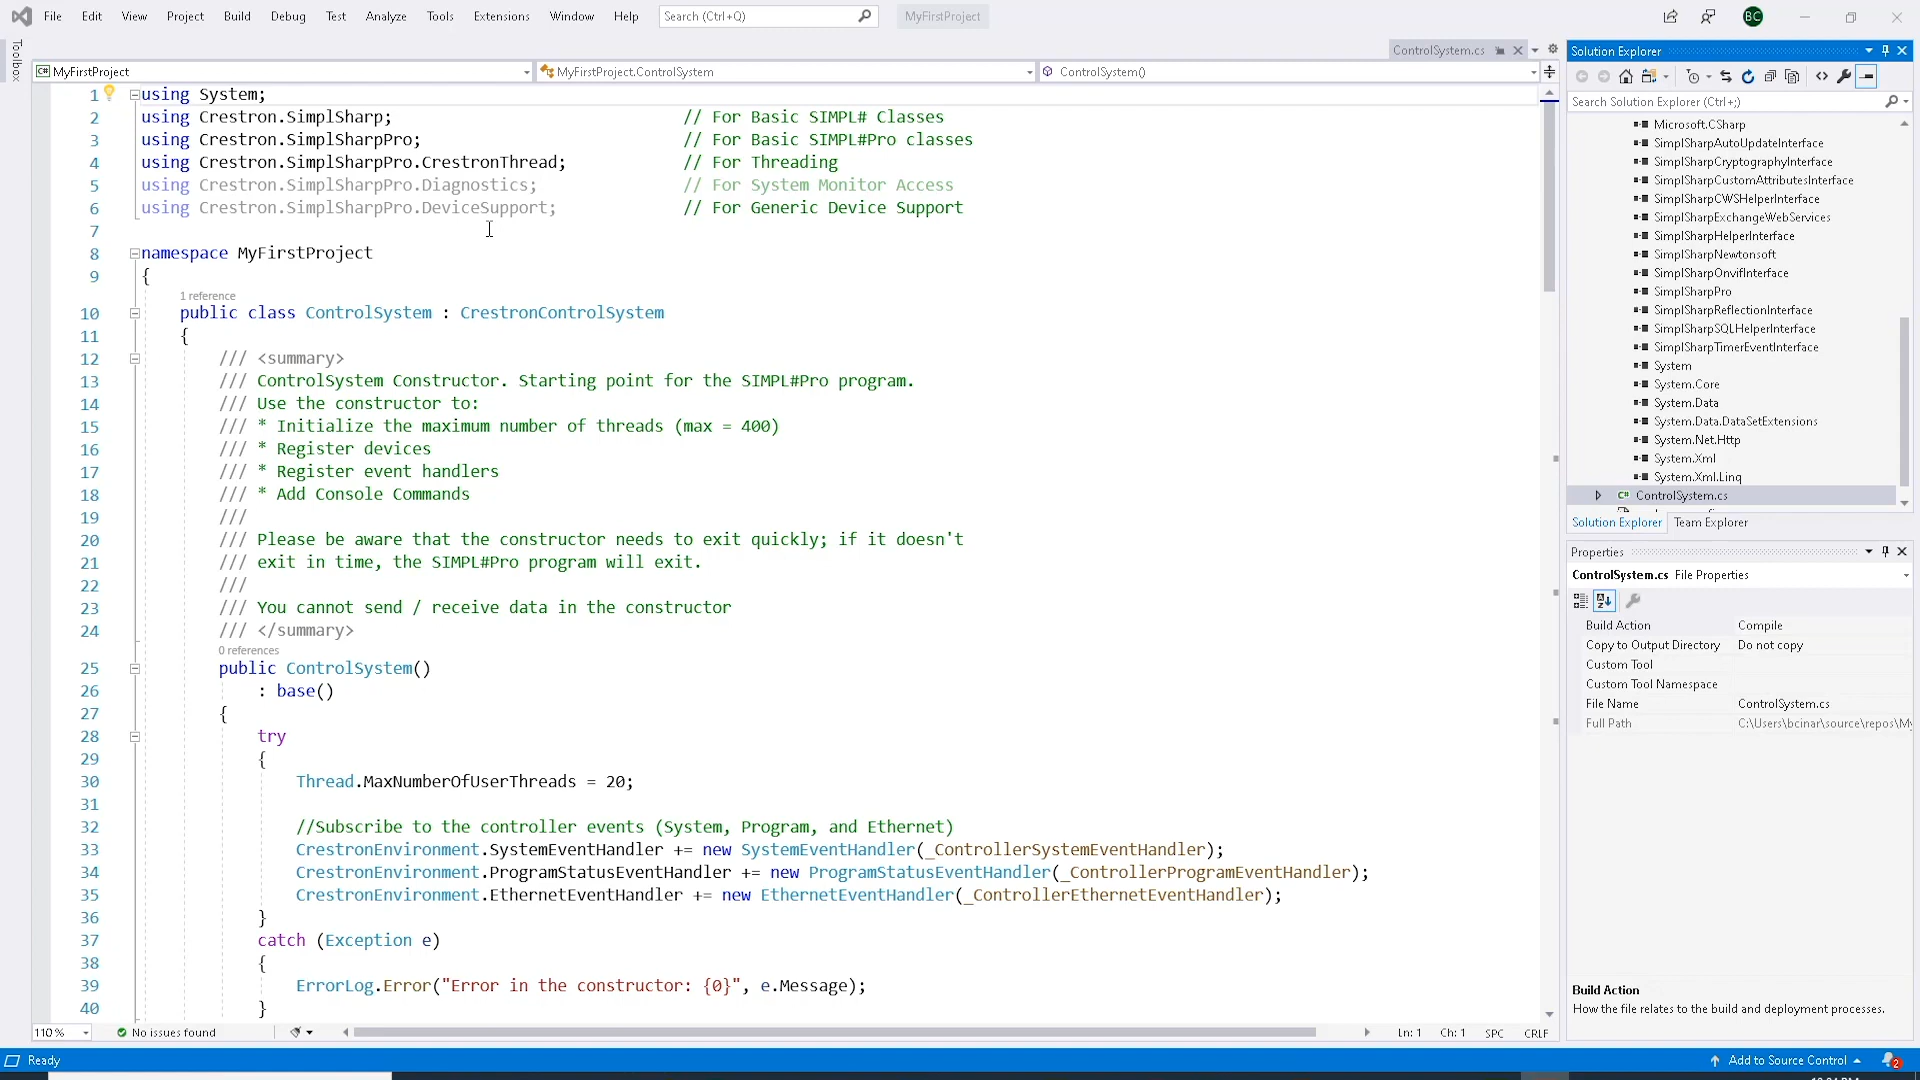 File Edit View Project Build Debug Test Analyze Tools Extensions Window Help Search (Ctrl+Q) MyFirstProject BC
Toolbox
ControlSystem.cs
MyFirstProject MyFirstProject.ControlSystem ControlSystem()
1 using System;
2 using Crestron.SimplSharp; // For Basic SIMPL# Classes
3 using Crestron.SimplSharpPro; // For Basic SIMPL#Pro classes
4 using Crestron.SimplSharpPro.CrestronThread; // For Threading
5 using Crestron.SimplSharpPro.Diagnostics; // For System Monitor Access
6 using Crestron.SimplSharpPro.DeviceSupport; // For Generic Device Support
7
8 namespace MyFirstProject
9 {
1 reference
10 public class ControlSystem : CrestronControlSystem
11 {
12 /// <summary>
13 /// ControlSystem Constructor. Starting point for the SIMPL#Pro program.
14 /// Use the constructor to:
15 /// * Initialize the maximum number of threads (max = 400)
16 /// * Register devices
17 /// * Register event handlers
18 /// * Add Console Commands
19 ///
20 /// Please be aware that the constructor needs to exit quickly; if it doesn't
21 /// exit in time, the SIMPL#Pro program will exit.
22 ///
23 /// You cannot send / receive data in the constructor
24 /// </summary>
0 references
25 public ControlSystem()
26 : base()
27 {
28 try
29 {
30 Thread.MaxNumberOfUserThreads = 20;
31
32 //Subscribe to the controller events (System, Program, and Ethernet)
33 CrestronEnvironment.SystemEventHandler += new SystemEventHandler(_ControllerSystemEventHandler);
34 CrestronEnvironment.ProgramStatusEventHandler += new ProgramStatusEventHandler(_ControllerProgramEventHandler);
35 CrestronEnvironment.EthernetEventHandler += new EthernetEventHandler(_ControllerEthernetEventHandler);
36 }
37 catch (Exception e)
38 {
39 ErrorLog.Error("Error in the constructor: {0}", e.Message);
40 }
110 % No issues found Ln: 1 Ch: 1 SPC CRLF
Solution Explorer
Search Solution Explorer (Ctrl+;)
Microsoft.CSharp
SimplSharpAutoUpdateInterface
SimplSharpCryptographyInterface
SimplSharpCustomAttributesInterface
SimplSharpCWSHelperInterface
SimplSharpExchangeWebServices
SimplSharpHelperInterface
SimplSharpNewtonsoft
SimplSharpOnvifInterface
SimplSharpPro
SimplSharpReflectionInterface
SimplSharpSQLHelperInterface
SimplSharpTimerEventInterface
System
System.Core
System.Data
System.Data.DataSetExtensions
System.Net.Http
System.Xml
System.Xml.Linq
C# ControlSystem.cs
Solution Explorer Team Explorer
Properties
ControlSystem.cs File Properties
Build Action Compile
Copy to Output Directory Do not copy
Custom Tool
Custom Tool Namespace
File Name ControlSystem.cs
Full Path C:\Users\bcinar\source\repos\My
Build Action
How the file relates to the build and deployment processes.
Ready Add to Source Control 2